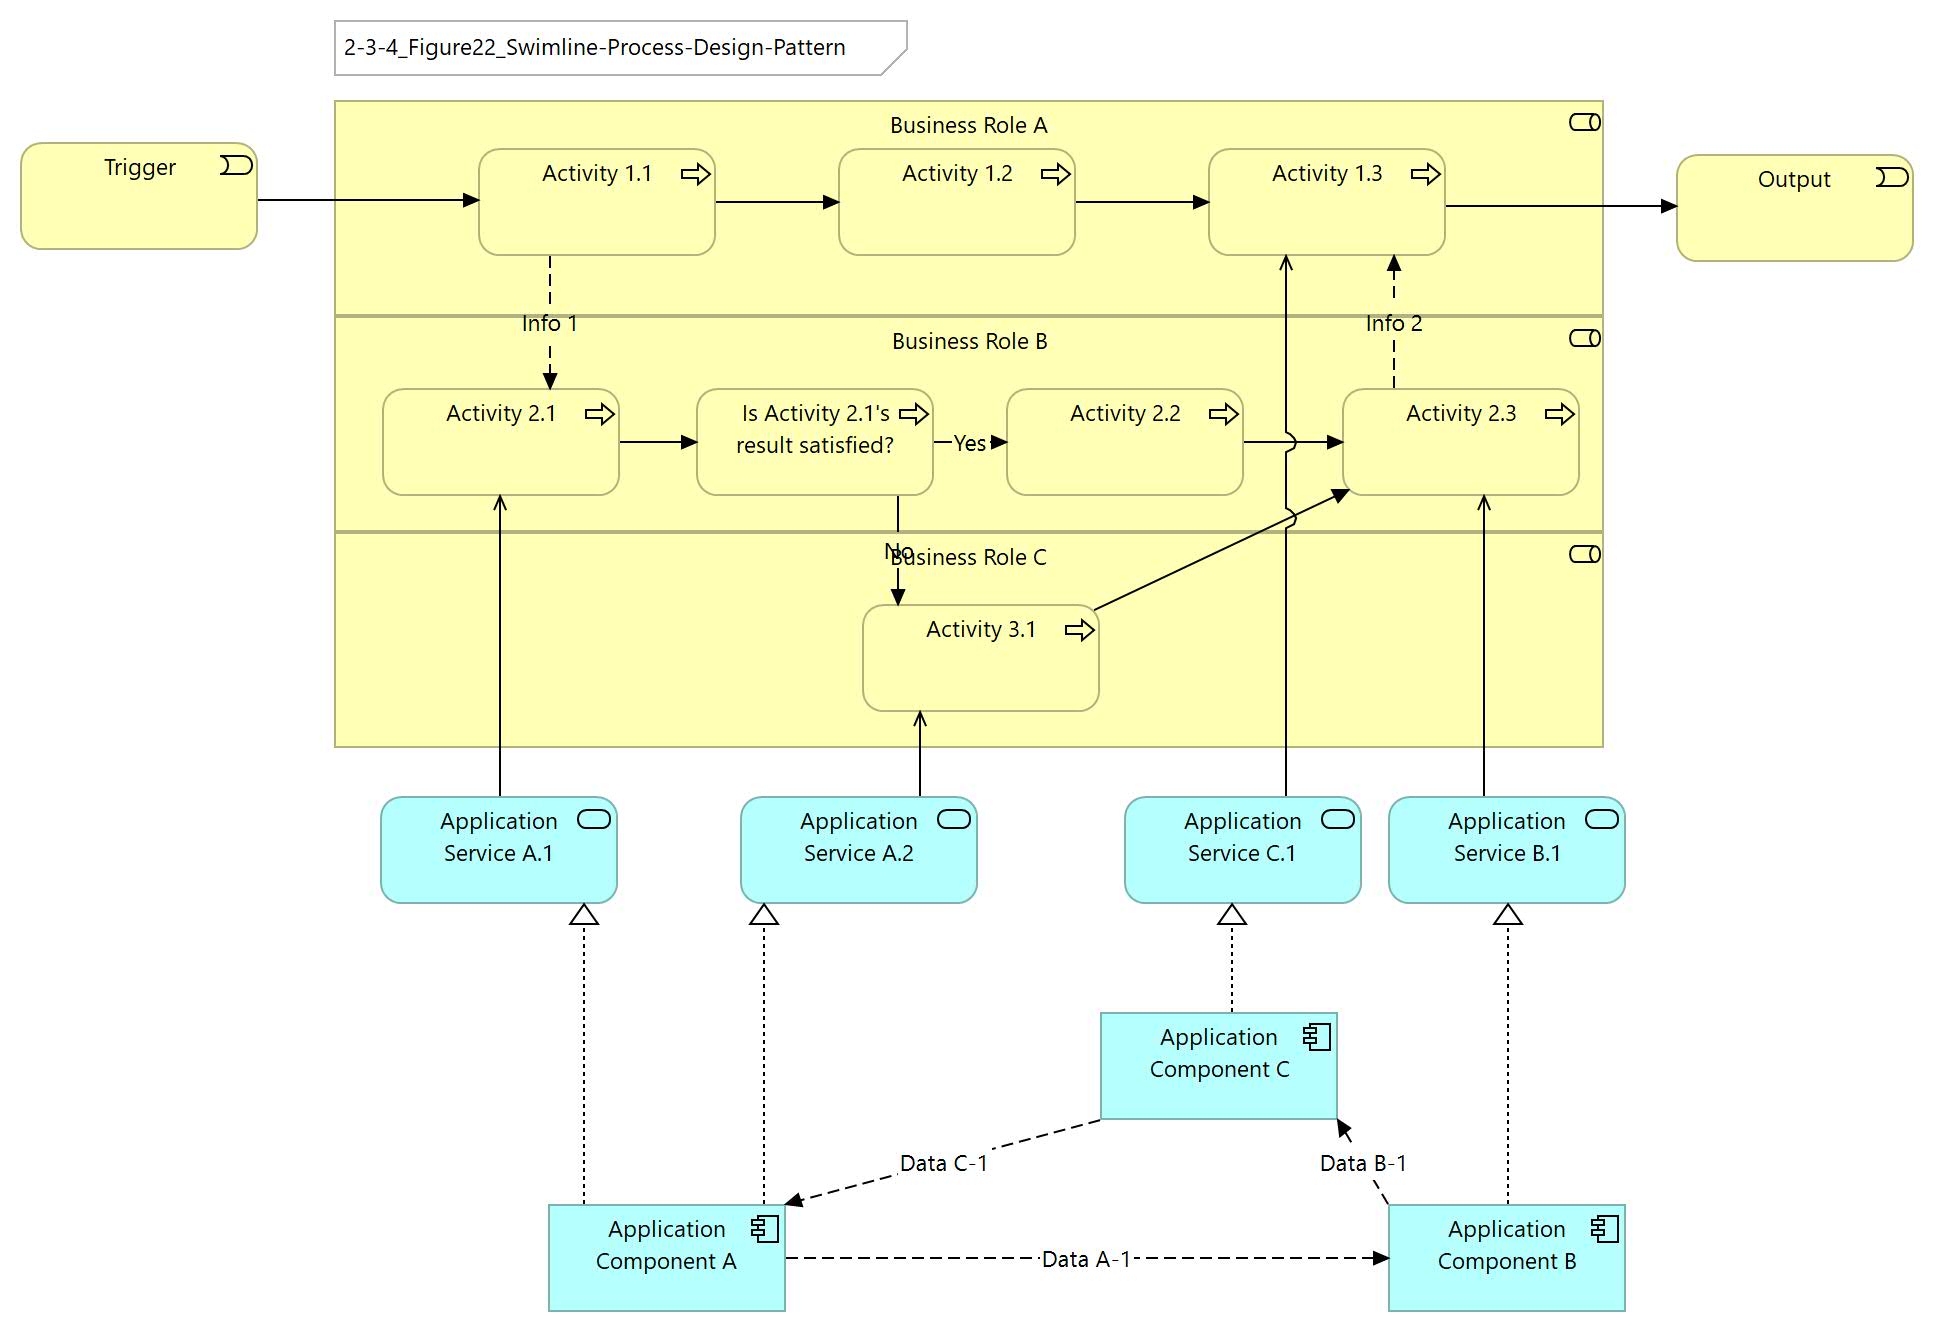 2-3-4_Figure22_Swimline-Process-Design-Pattern
Business Role A
Trigger
Activity 1.1
Activity 1.2
Activity 1.3
Output
Info 1
Info 2
Business Role B
Activity 2.1
Is Activity 2.1's
result satisfied?
Yes
Activity 2.2
Activity 2.3
No
Business Role C
Activity 3.1
Application
Service A.1
Application
Service A.2
Application
Service C.1
Application
Service B.1
Application
Component C
Data C-1
Data B-1
Application
Component A
Data A-1
Application
Component B